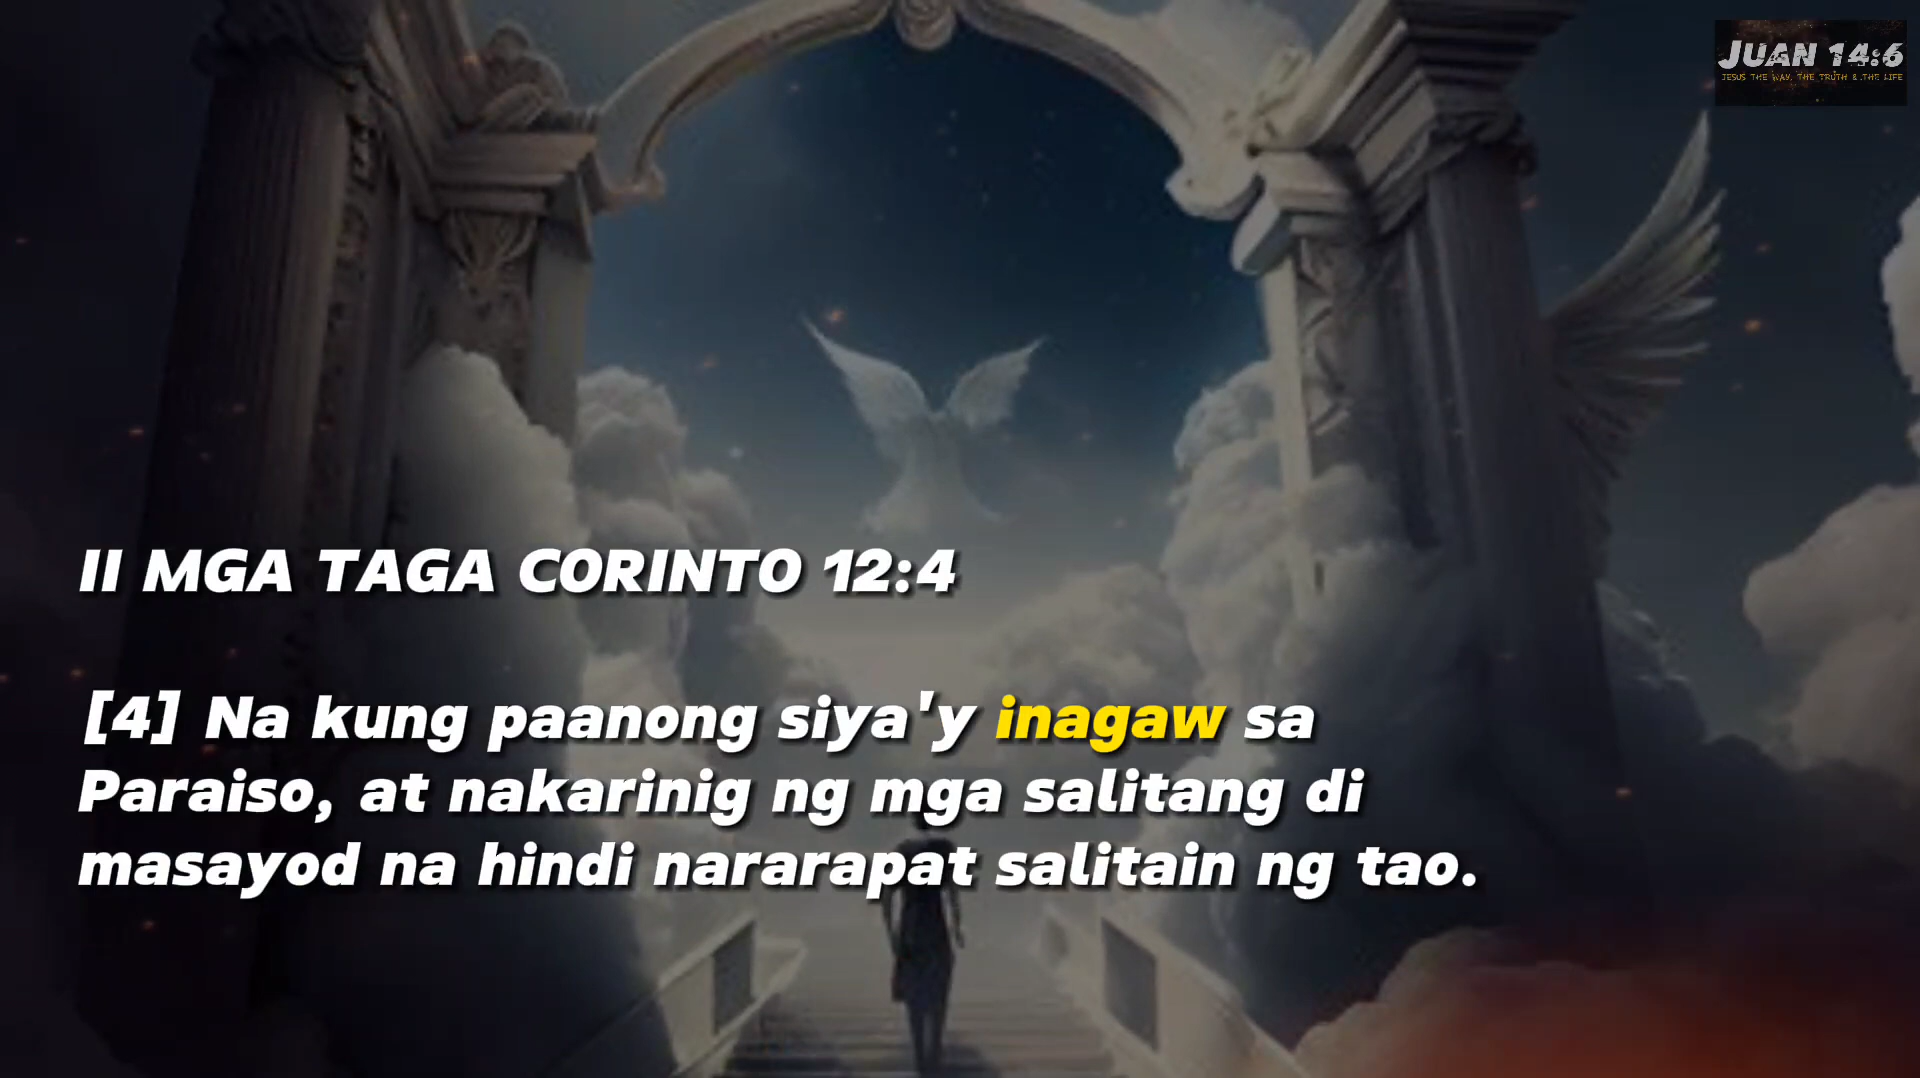 JUAN 14:6
JESUS THE WAY, THE TRUTH & THE LIFE
II MGA TAGA CORINTO 12:4
[4] Na kung paanong siya'y inagaw sa
Paraiso, at nakarinig ng mga salitang di
masayod na hindi nararapat salitain ng tao.